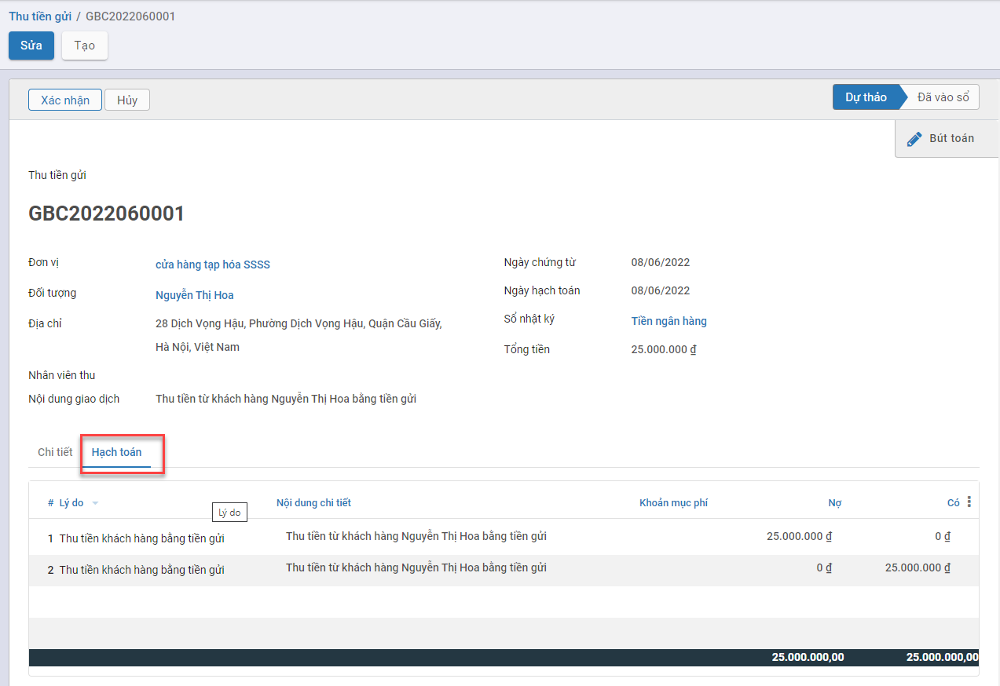 Thu tiền gửi / GBC2022060001
Sửa Tạo
Xác nhận Hủy Dự thảo Đã vào sổ
Bút toán
Thu tiền gửi
GBC2022060001
Đơn vị cửa hàng tạp hóa SSSS Ngày chứng từ 08/06/2022
Đối tượng Nguyễn Thị Hoa Ngày hạch toán 08/06/2022
Địa chỉ 28 Dịch Vọng Hậu, Phường Dịch Vọng Hậu, Quận Cầu Giấy, Sổ nhật ký Tiền ngân hàng
Hà Nội, Việt Nam Tổng tiền 25.000.000 ₫
Nhân viên thu
Nội dung giao dịch Thu tiền từ khách hàng Nguyễn Thị Hoa bằng tiền gửi
Chi tiết Hạch toán
# Lý do Nội dung chi tiết Khoản mục phí Nợ Có
Lý do
1 Thu tiền khách hàng bằng tiền gửi Thu tiền từ khách hàng Nguyễn Thị Hoa bằng tiền gửi 25.000.000 ₫ 0 ₫
2 Thu tiền khách hàng bằng tiền gửi Thu tiền từ khách hàng Nguyễn Thị Hoa bằng tiền gửi 0 ₫ 25.000.000 ₫
25.000.000,00 25.000.000,00